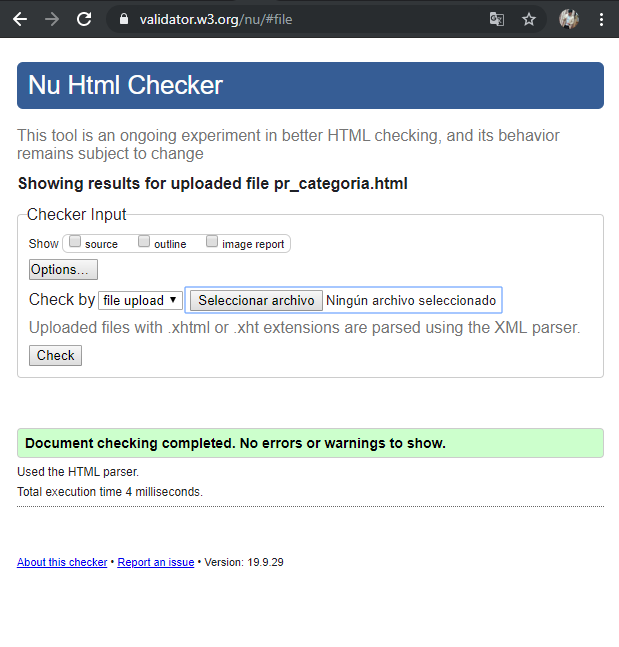 validator.w3.org/nu/#file
Nu Html Checker
This tool is an ongoing experiment in better HTML checking, and its behavior
remains subject to change
Showing results for uploaded file pr_categoria.html
Checker Input
Show source outline image report
Options...
Check by file upload ▼ Seleccionar archivo Ningún archivo seleccionado
Uploaded files with .xhtml or .xht extensions are parsed using the XML parser.
Check
Document checking completed. No errors or warnings to show.
Used the HTML parser.
Total execution time 4 milliseconds.
About this checker • Report an issue • Version: 19.9.29